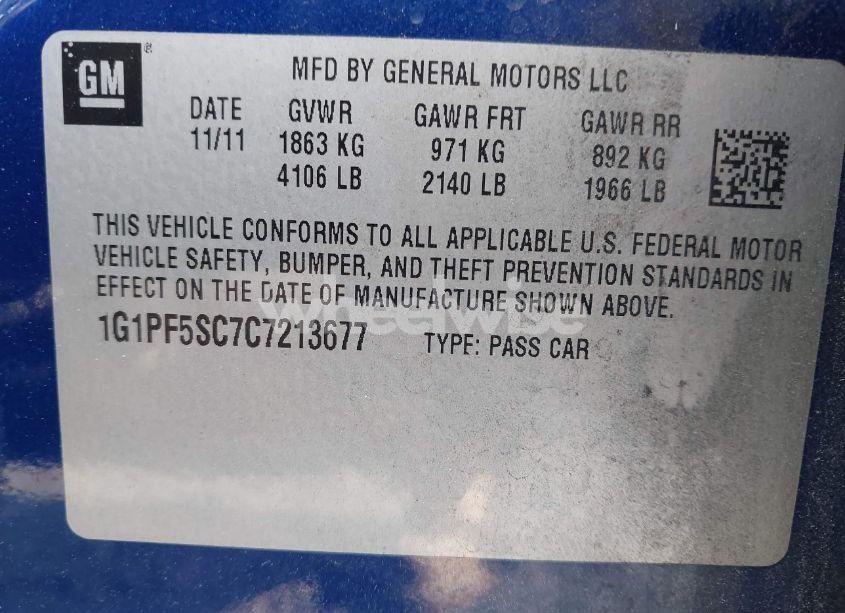 GM ®
MFD BY GENERAL MOTORS LLC
DATE GVWR GAWR FRT GAWR RR
11/11 1863 KG 971 KG 892 KG
4106 LB 2140 LB 1966 LB
THIS VEHICLE CONFORMS TO ALL APPLICABLE U.S. FEDERAL MOTOR
VEHICLE SAFETY, BUMPER, AND THEFT PREVENTION STANDARDS IN
EFFECT ON THE DATE OF MANUFACTURE SHOWN ABOVE.
1G1PF5SC7C7213677 TYPE: PASS CAR
wheelwise